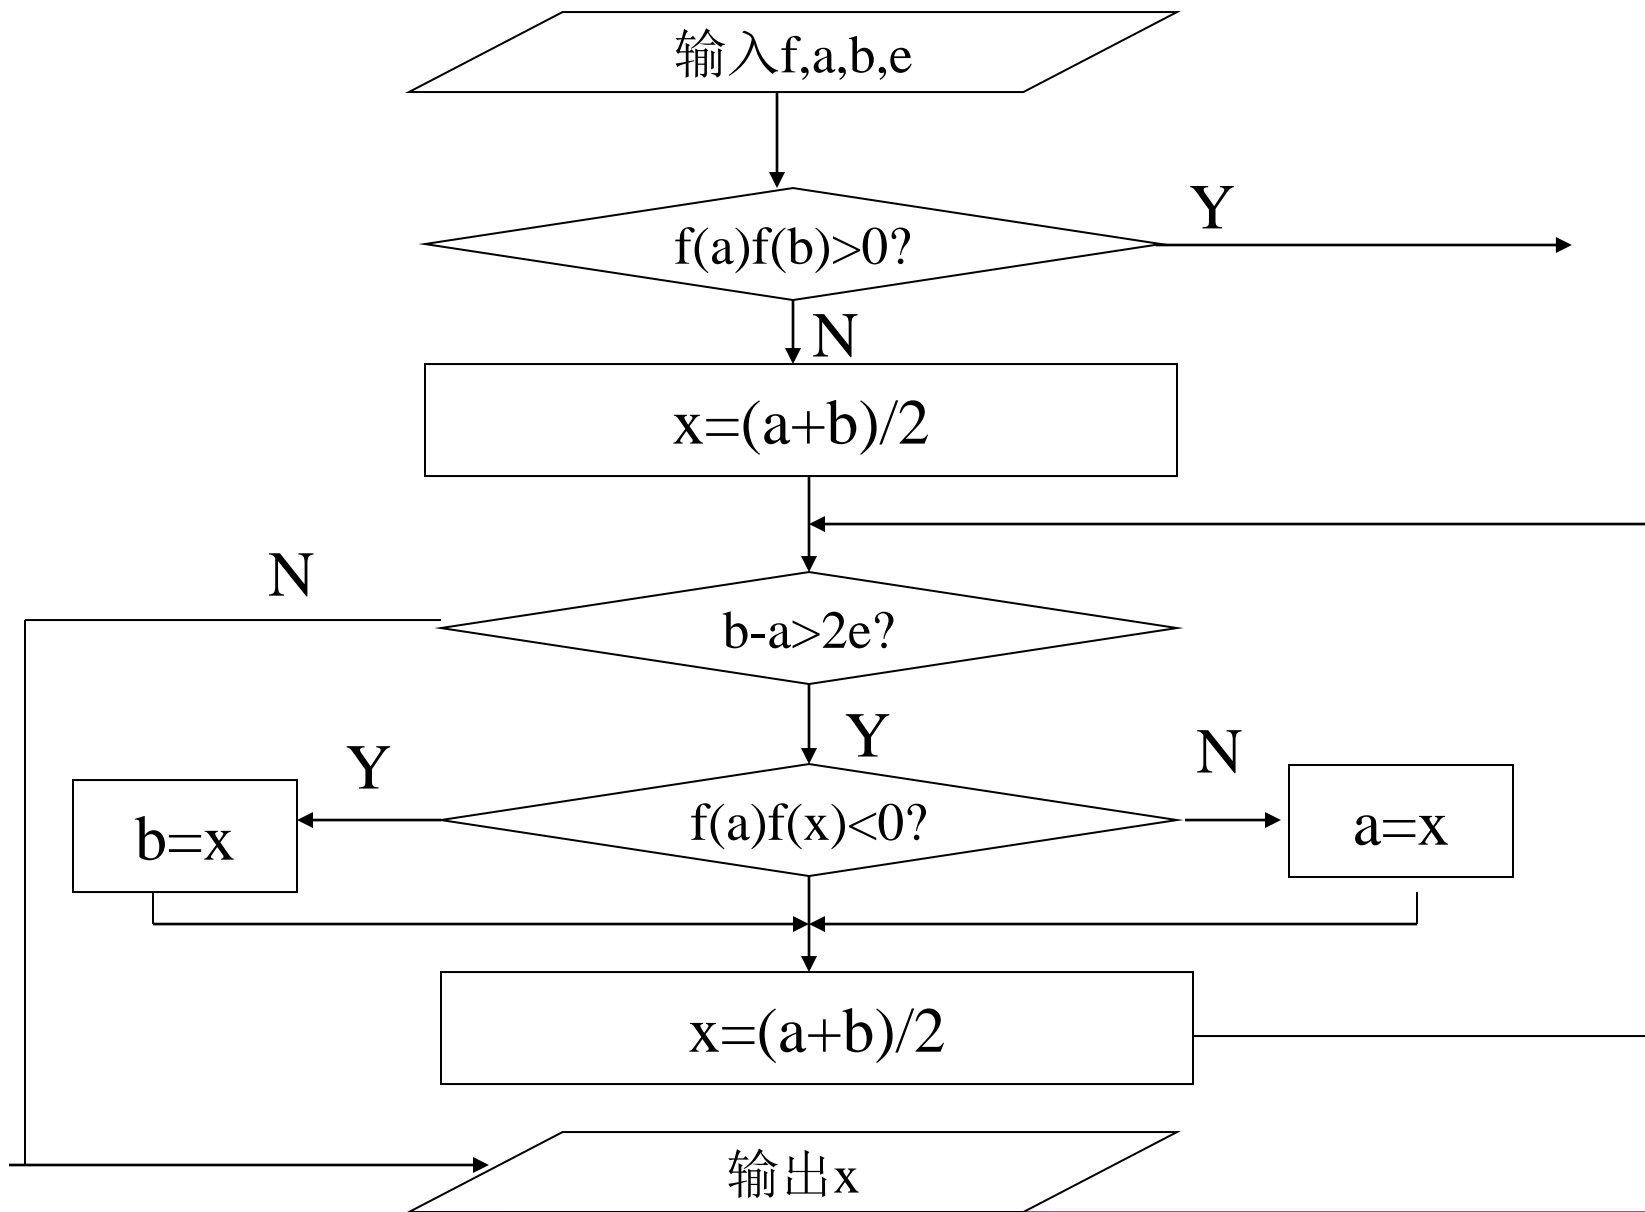 输入f,a,b,e
Y
f(a)f(b)>0?
N
x=(a+b)/2
N
b-a>2e?
Y
N
Y
b=x
f(a)f(x)<0?
a=x
x=(a+b)/2
输出x